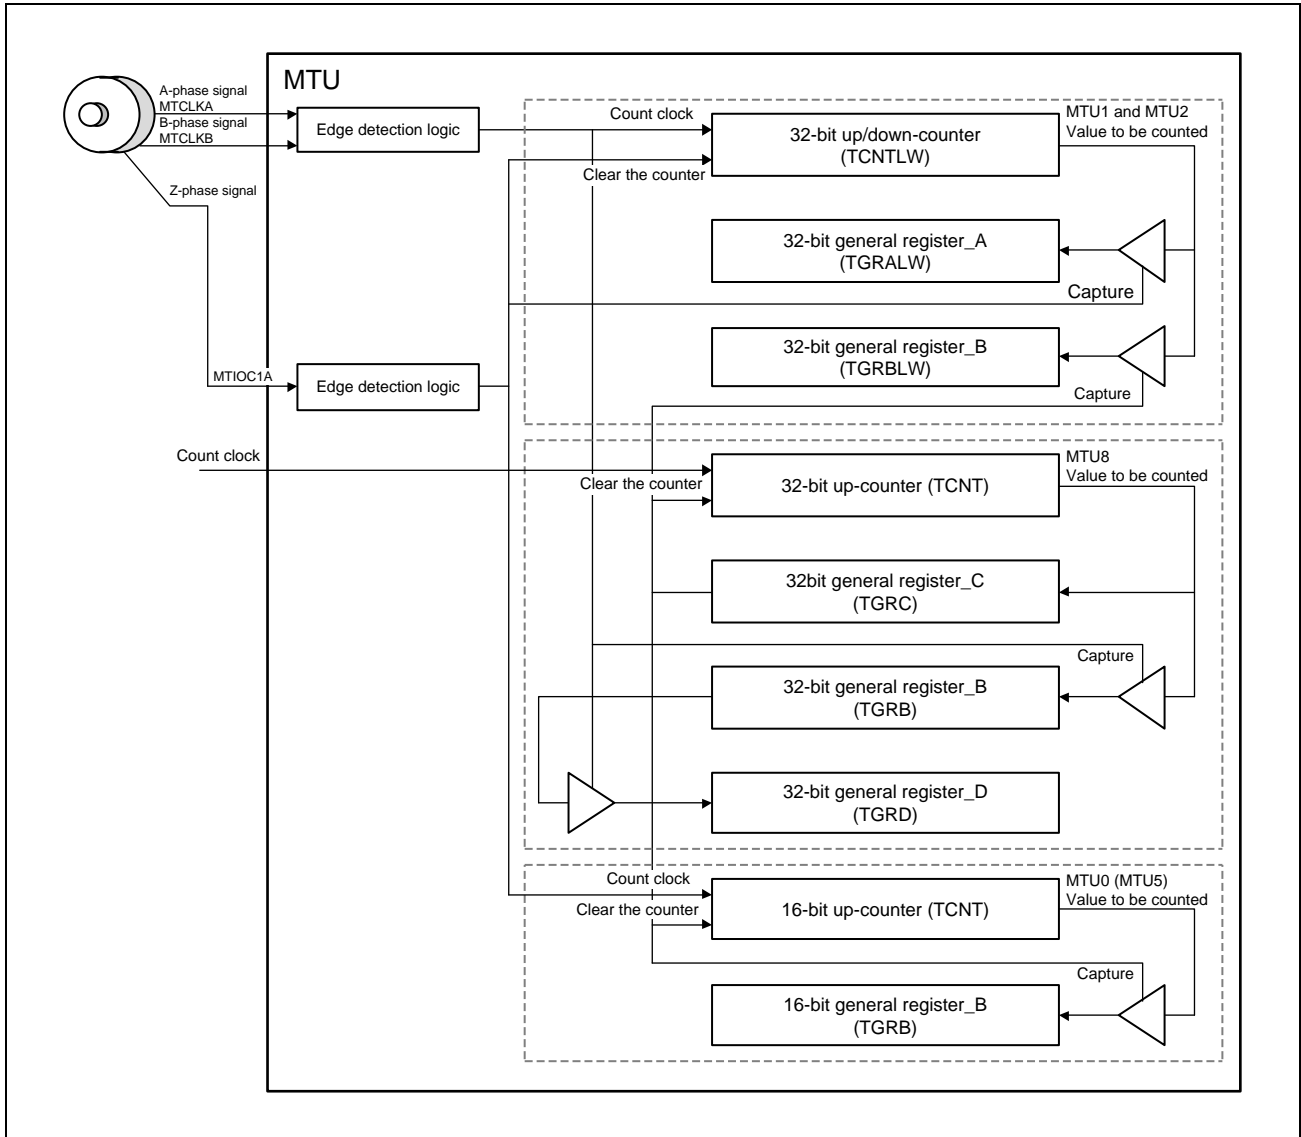 MTU
A-phase signal
MTCLKA
B-phase signal
MTCLKB
Z-phase signal
Edge detection logic
Count clock
Clear the counter
32-bit up/down-counter
(TCNTLW)
MTU1 and MTU2
Value to be counted
32-bit general register_A
(TGRALW)
Capture
32-bit general register_B
(TGRBLW)
Capture
MTIOC1A
Edge detection logic
Count clock
Clear the counter
32-bit up-counter (TCNT)
MTU8
Value to be counted
32bit general register_C
(TGRC)
Capture
32-bit general register_B
(TGRB)
32-bit general register_D
(TGRD)
Count clock
Clear the counter
16-bit up-counter (TCNT)
MTU0 (MTU5)
Value to be counted
Capture
16-bit general register_B
(TGRB)